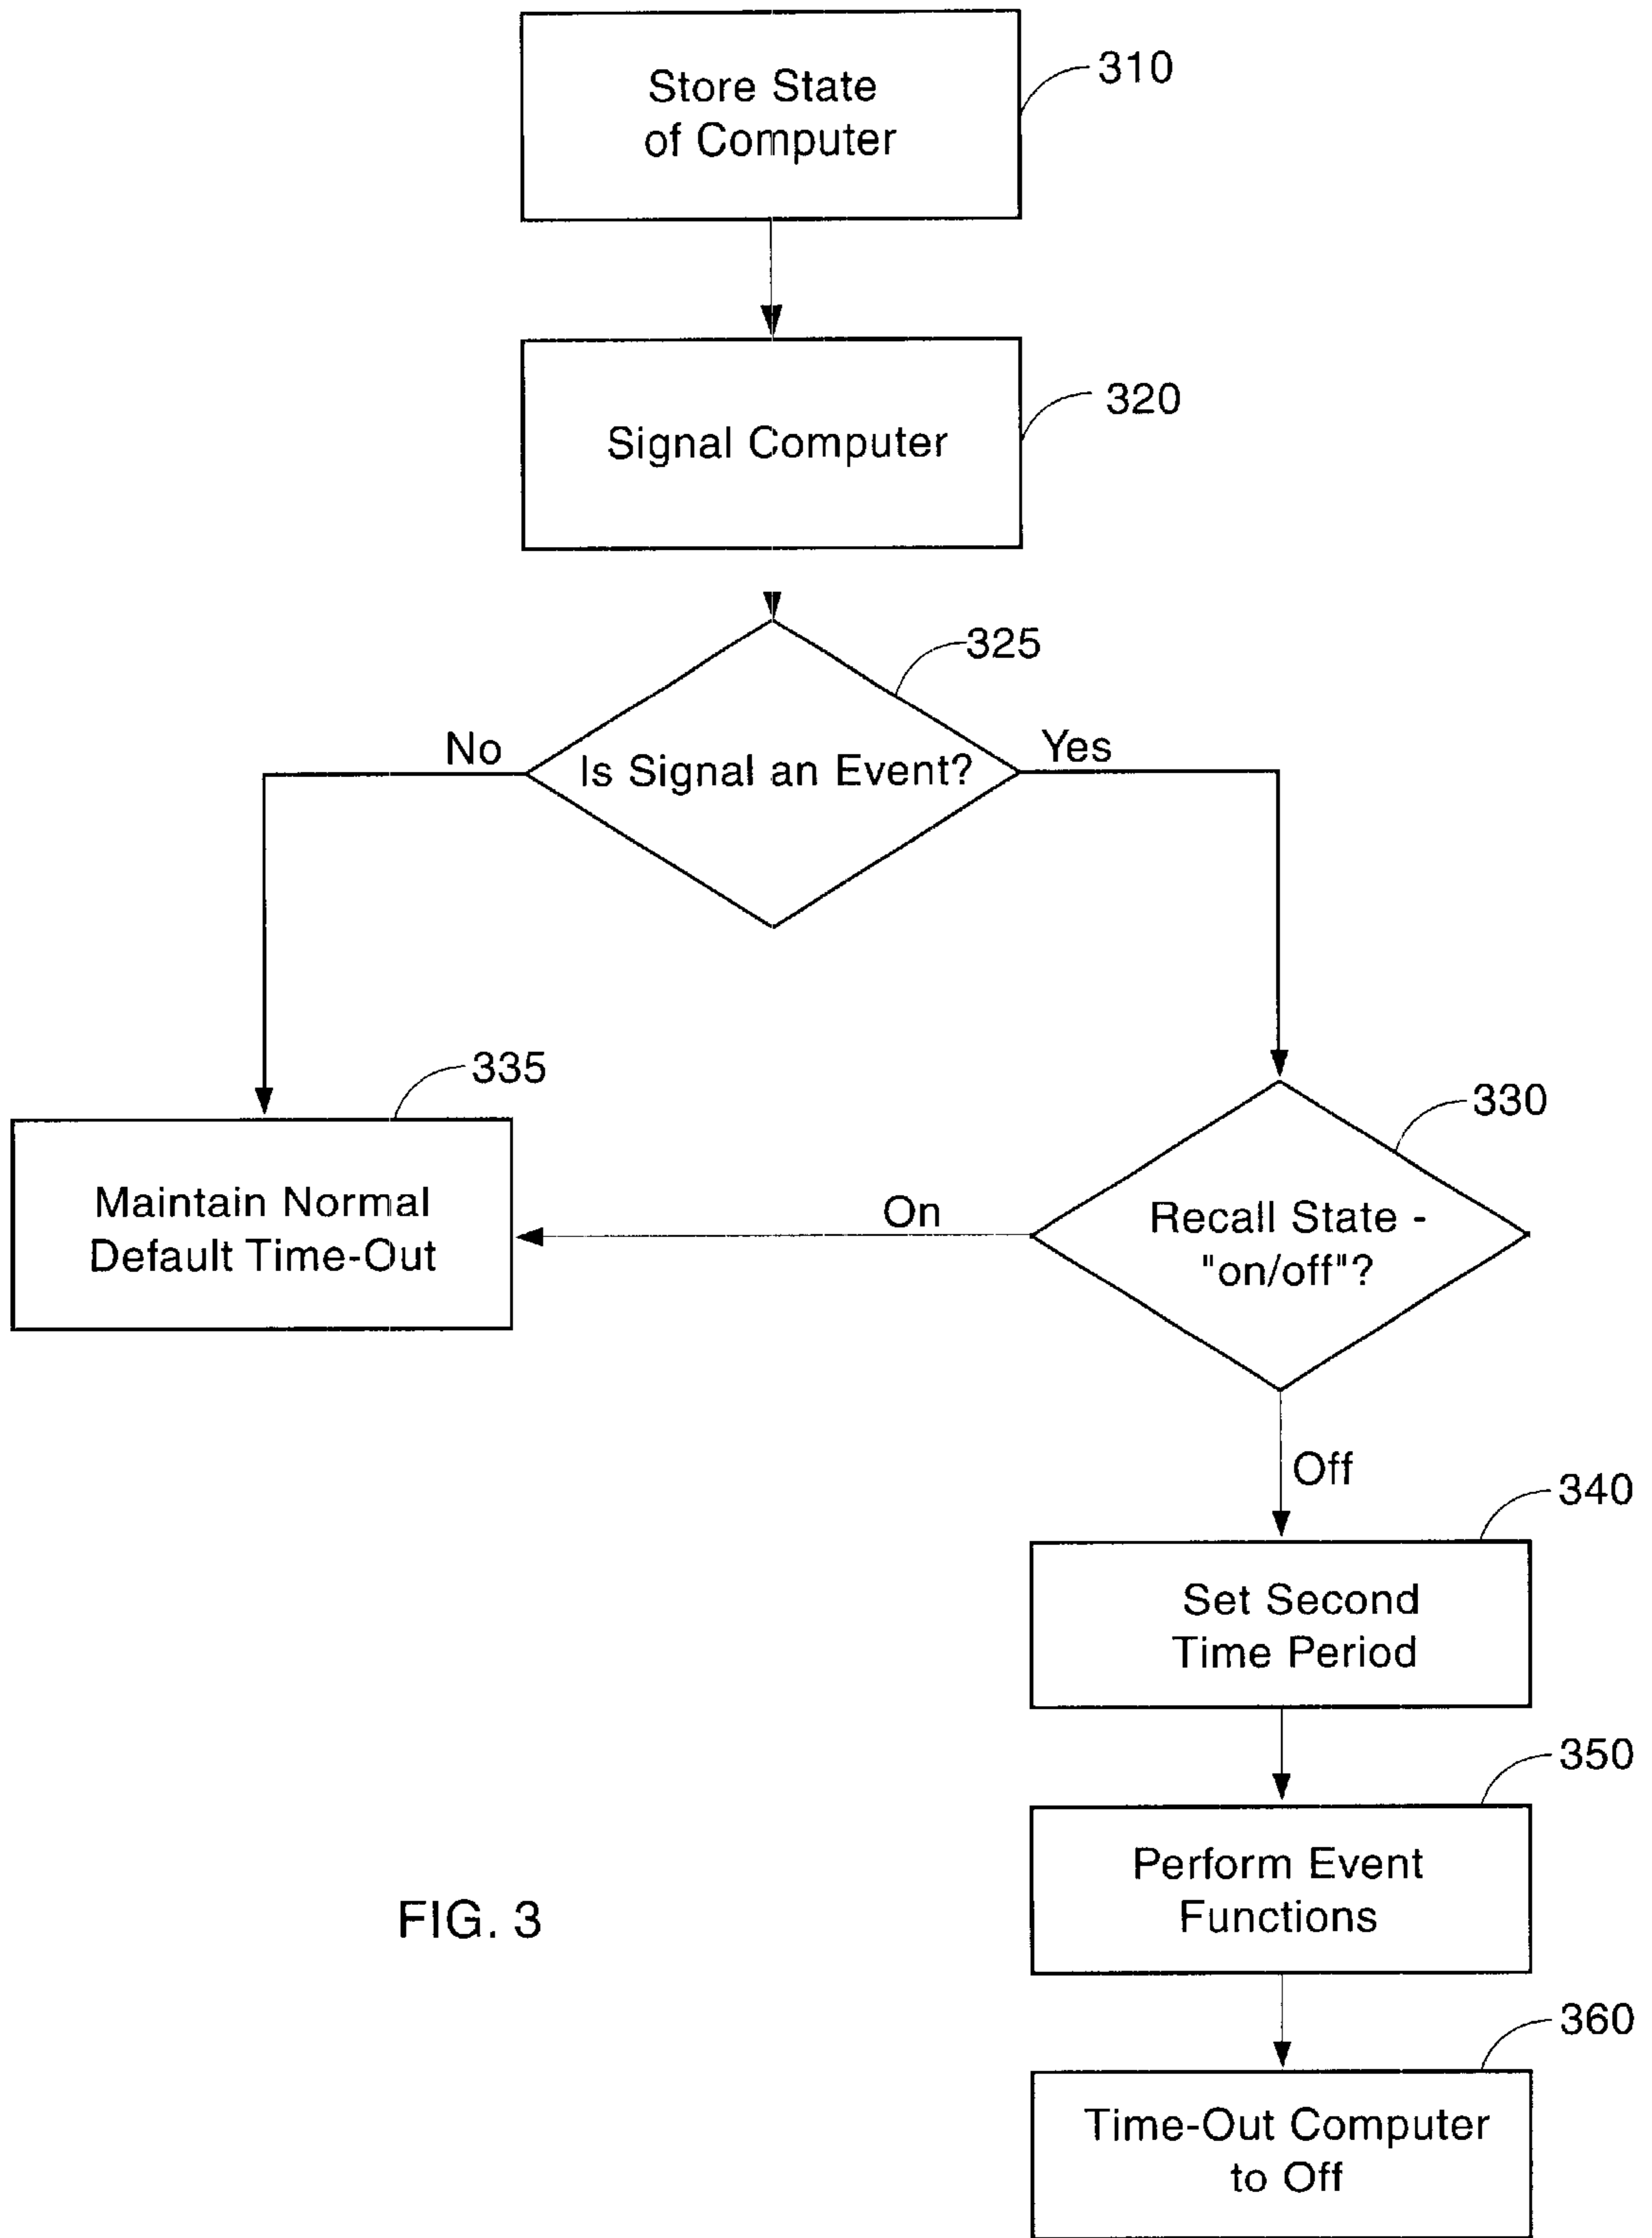 Store State
of Computer
310
Signal Computer
320
325
Is Signal an Event?
No
Yes
335
Maintain Normal
Default Time-Out
330
Recall State -
"on/off"?
On
Off
340
Set Second
Time Period
350
Perform Event
Functions
FIG. 3
360
Time-Out Computer
to Off